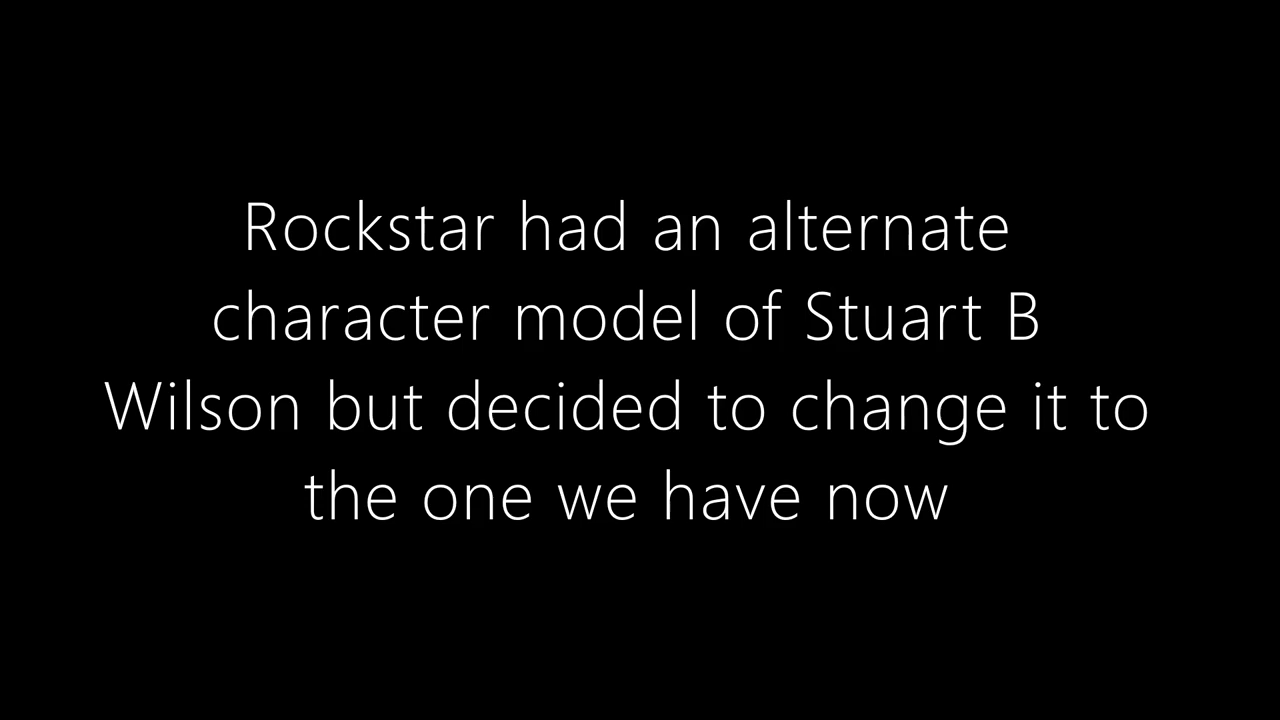 Rockstar had an alternate
character model of Stuart B
Wilson but decided to change it to
the one we have now